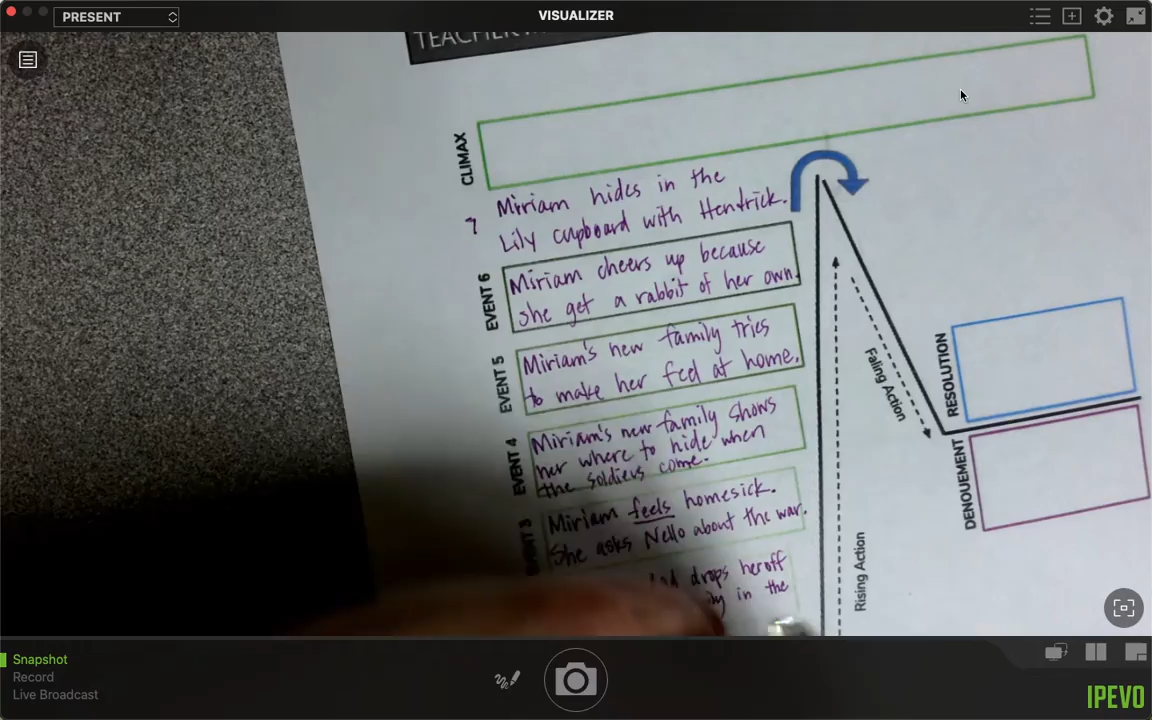 PRESENT
VISUALIZER
TEACHER
CLIMAX
7
Miriam hides in the
Lily cupboard with Hendrick.
EVENT 6
Miriam cheers up because
she get a rabbit of her own.
EVENT 5
Miriam's new family tries
to make her feel at home.
EVENT 4
Miriam's new family shows
her where to hide when
the soldiers come.
EVENT 3
Miriam feels homesick.
She asks Nello about the war.
drops her off
in the
Rising Action
Falling Action
RESOLUTION
DENOUEMENT
Snapshot
Record
Live Broadcast
IPEVO